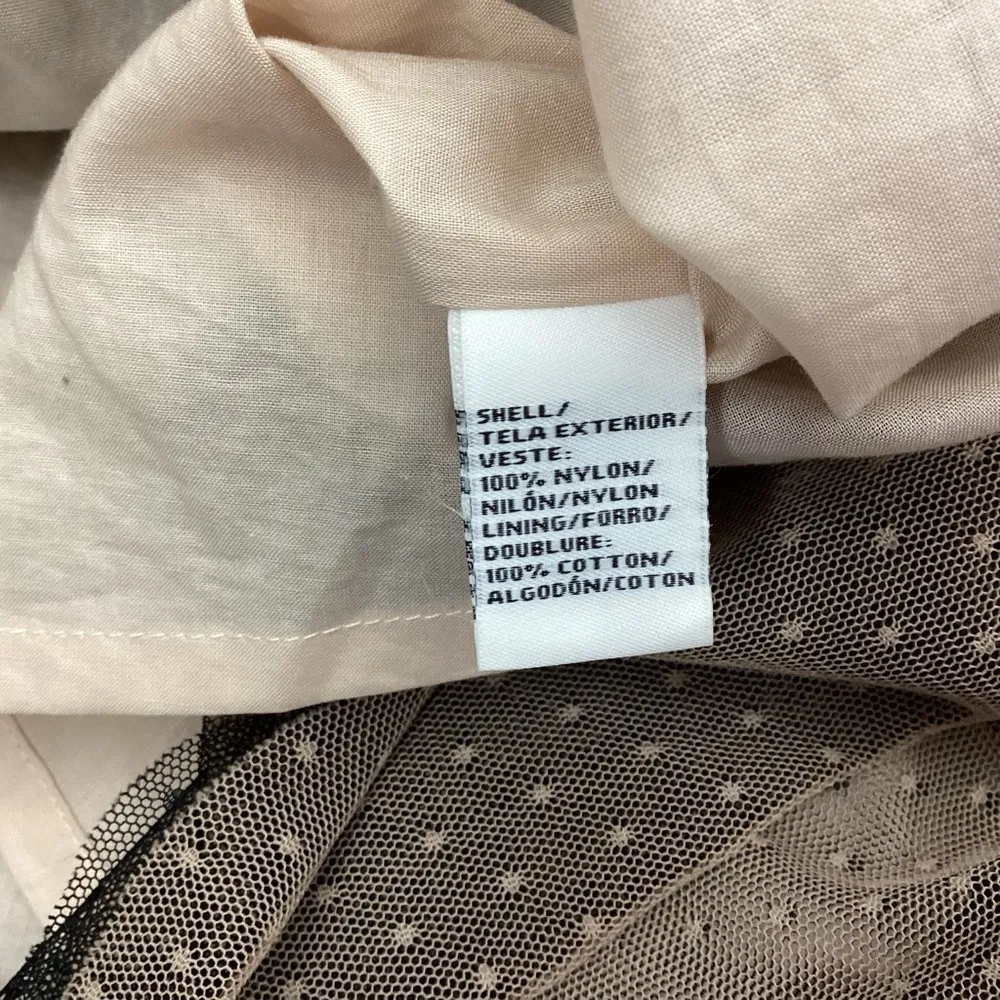 SHELL/
TELA EXTERIOR/
VESTE:
100% NYLON/
NILÓN/NYLON
LINING/FORRO/
DOUBLURE:
100% COTTON/
ALGODÓN/COTON